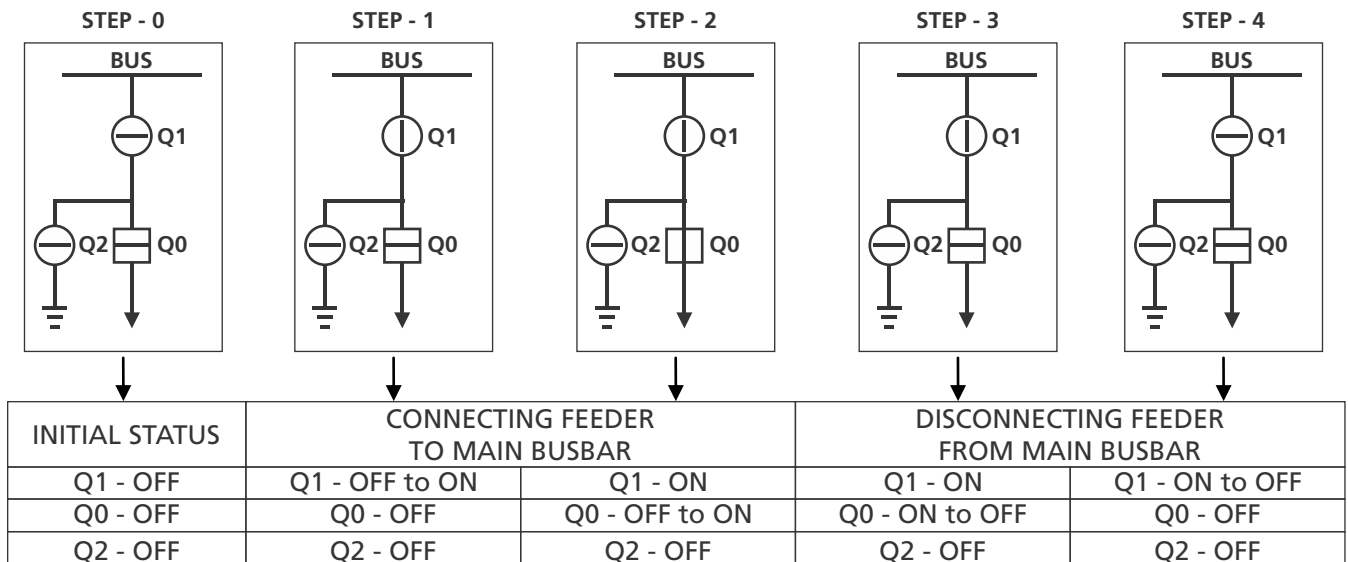 STEP - 0 STEP - 1 STEP - 2 STEP - 3 STEP - 4
BUS BUS BUS BUS BUS
Q1 Q1 Q1 Q1 Q1
Q2 Q0 Q2 Q0 Q2 Q0 Q2 Q0 Q2 Q0
INITIAL STATUS
CONNECTING FEEDER
TO MAIN BUSBAR
DISCONNECTING FEEDER
FROM MAIN BUSBAR
Q1 - OFF Q1 - OFF to ON Q1 - ON Q1 - ON Q1 - ON to OFF
Q0 - OFF Q0 - OFF Q0 - OFF to ON Q0 - ON to OFF Q0 - OFF
Q2 - OFF Q2 - OFF Q2 - OFF Q2 - OFF Q2 - OFF